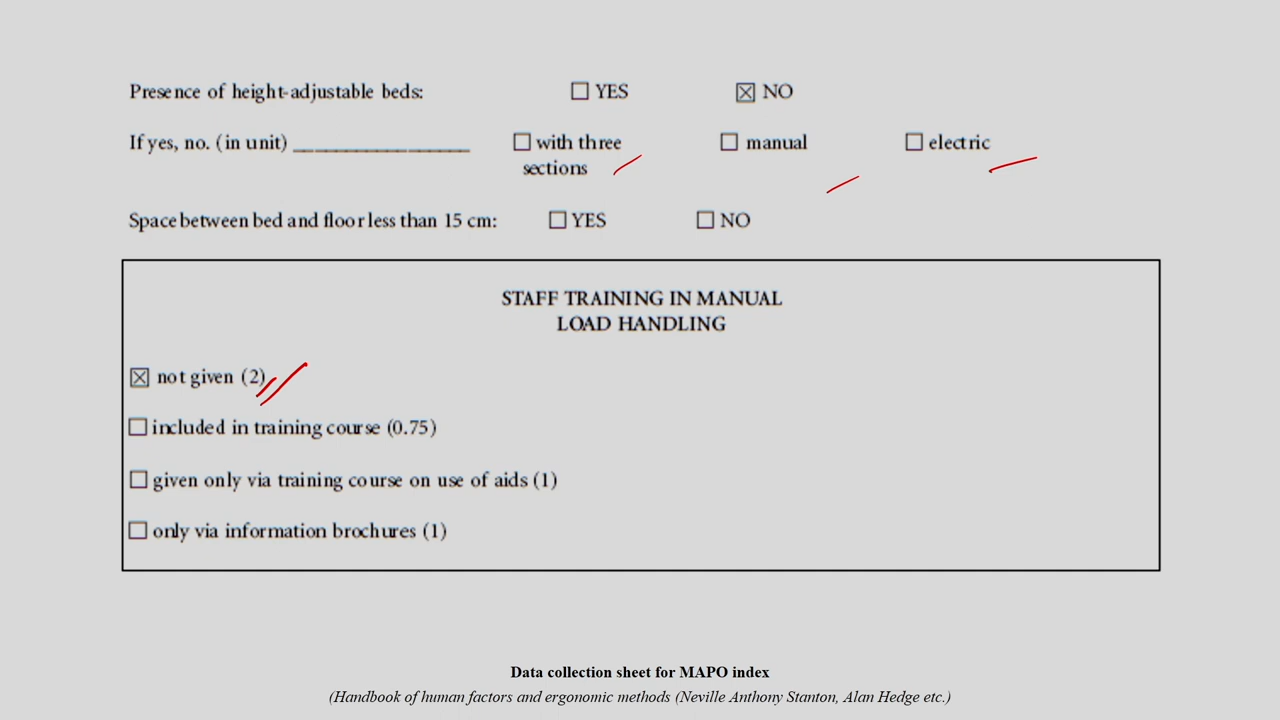 Presence of height-adjustable beds: ☐ YES ☒ NO
If yes, no. (in unit) __________________ ☐ with three sections ☐ manual ☐ electric
Space between bed and floor less than 15 cm: ☐ YES ☐ NO
STAFF TRAINING IN MANUAL
LOAD HANDLING
☒ not given (2)
☐ included in training course (0.75)
☐ given only via training course on use of aids (1)
☐ only via information brochures (1)
Data collection sheet for MAPO index
(Handbook of human factors and ergonomic methods (Neville Anthony Stanton, Alan Hedge etc.)